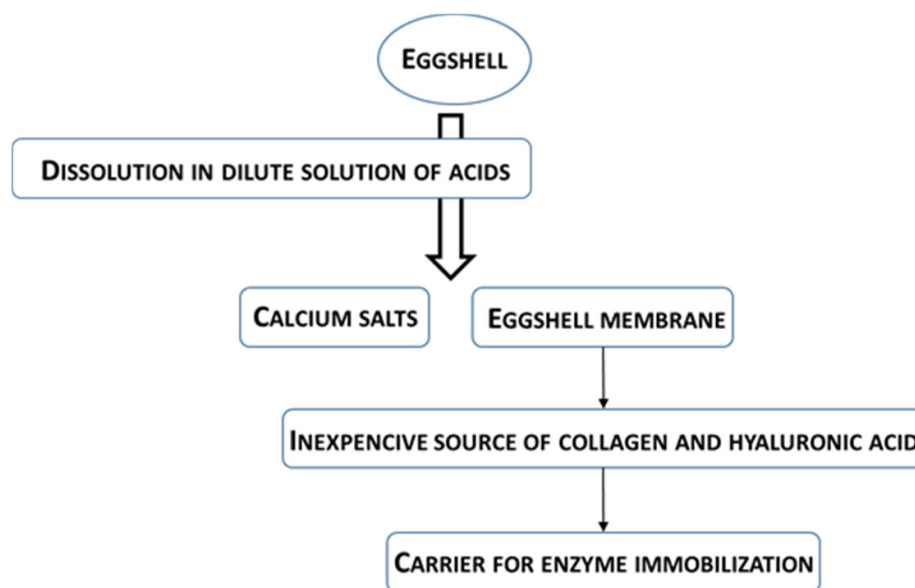 EGGSHELL
DISSOLUTION IN DILUTE SOLUTION OF ACIDS
CALCIUM SALTS
EGGSHELL MEMBRANE
INEXPENCIVE SOURCE OF COLLAGEN AND HYALURONIC ACID
CARRIER FOR ENZYME IMMOBILIZATION